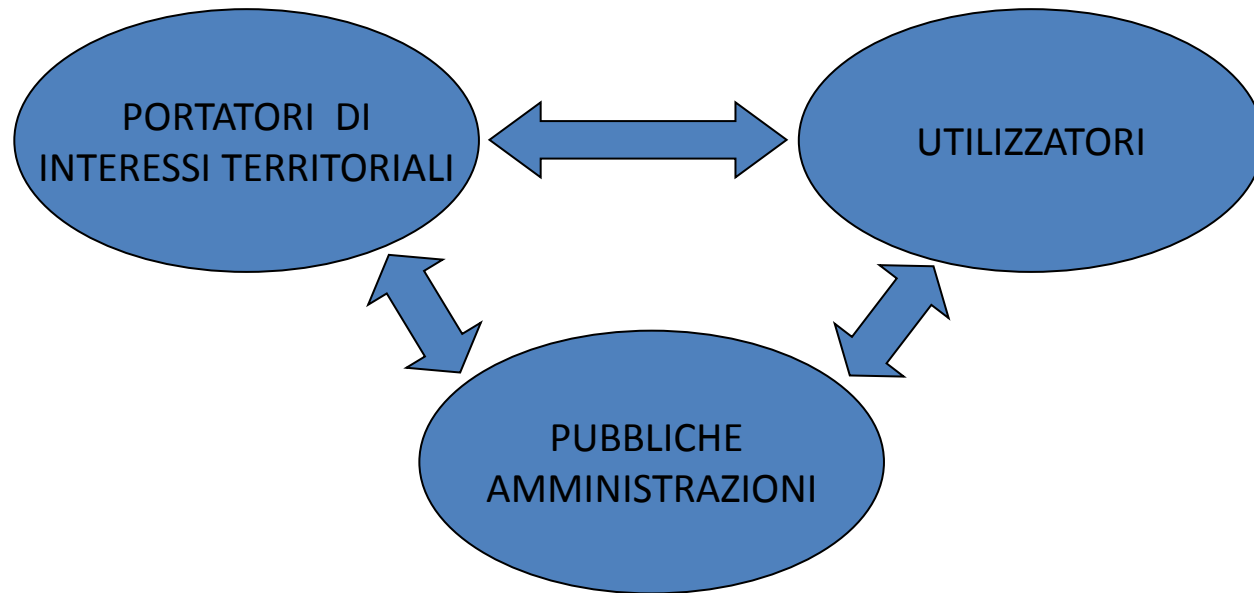 PORTATORI DI
INTERESSI TERRITORIALI
UTILIZZATORI
PUBBLICHE
AMMINISTRAZIONI